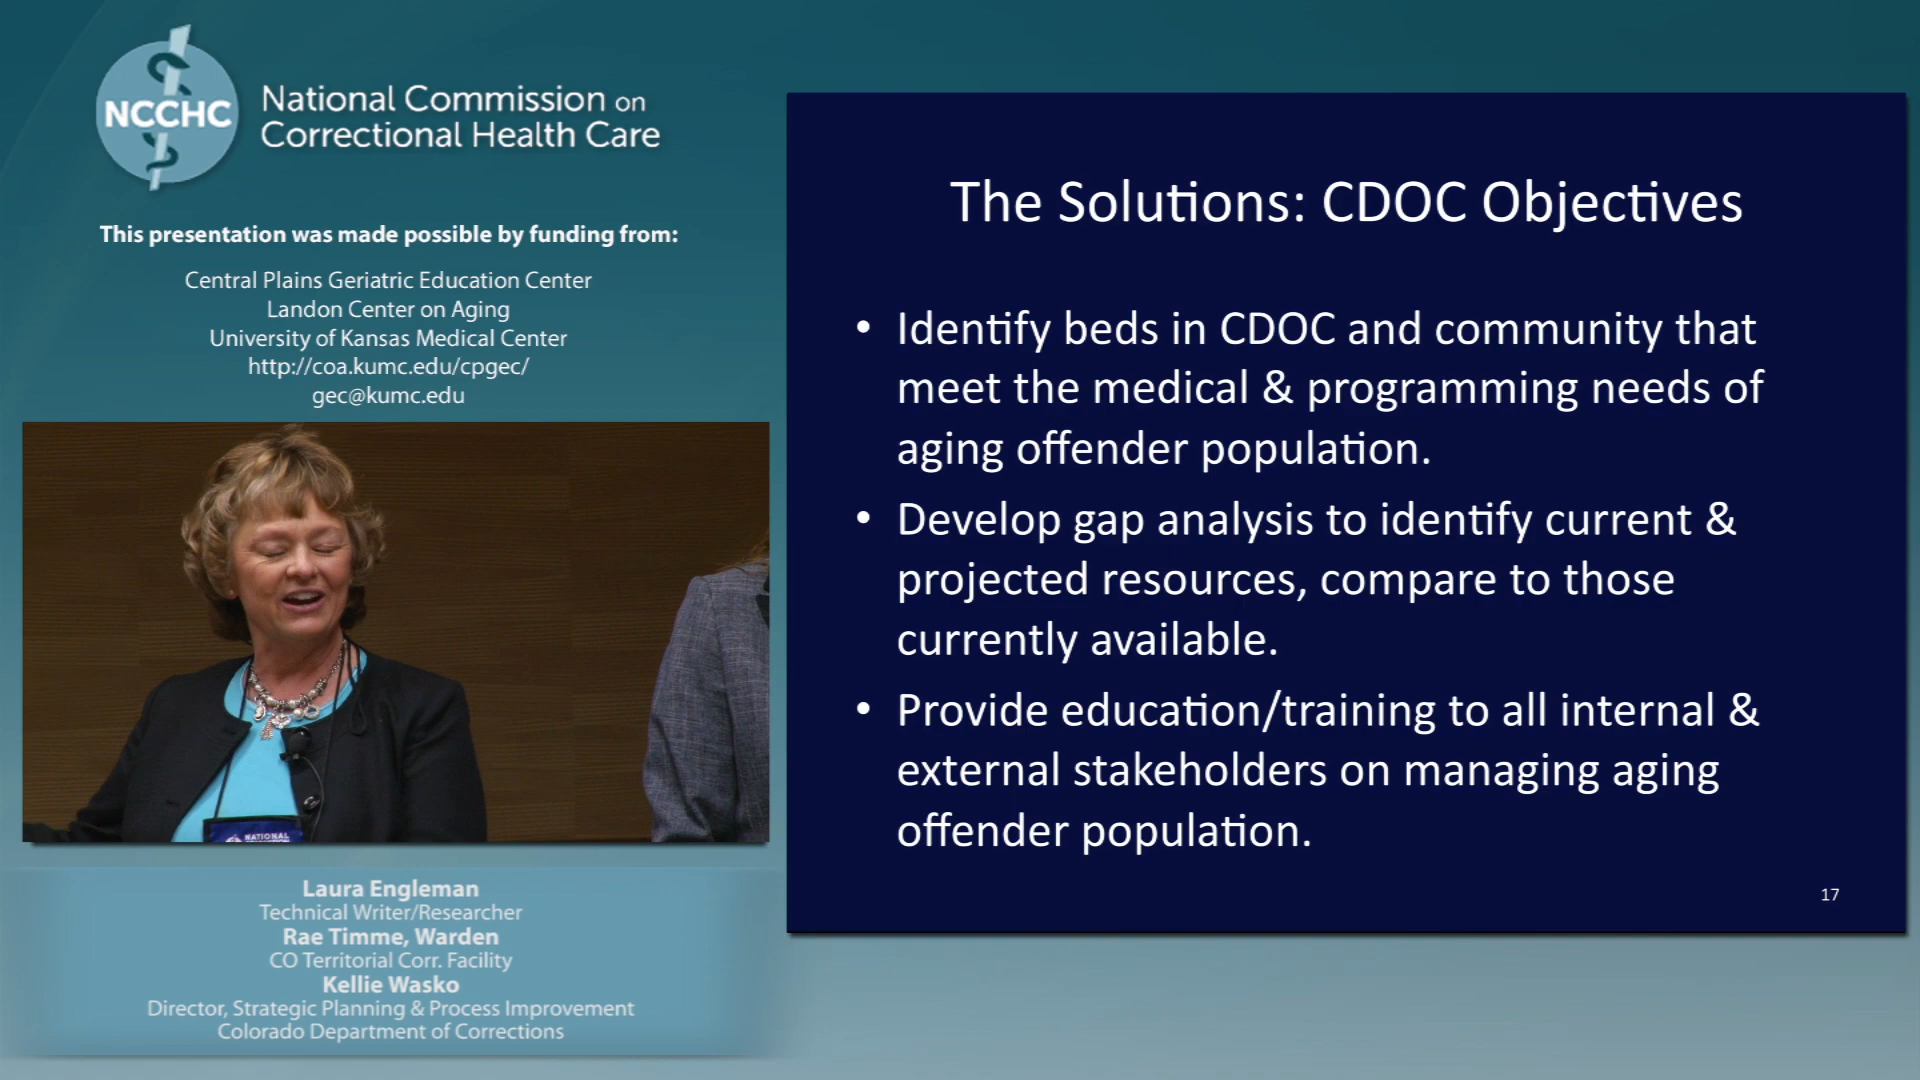 NCCHC
National Commission on
Correctional Health Care
This presentation was made possible by funding from:
Central Plains Geriatric Education Center
Landon Center on Aging
University of Kansas Medical Center
http://coa.kumc.edu/cpgec/
gec@kumc.edu
NATIONAL
Laura Engleman
Technical Writer/Researcher
Rae Timme, Warden
CO Territorial Corr. Facility
Kellie Wasko
Director, Strategic Planning & Process Improvement
Colorado Department of Corrections
The Solutions: CDOC Objectives
• Identify beds in CDOC and community that
meet the medical & programming needs of
aging offender population.
• Develop gap analysis to identify current &
projected resources, compare to those
currently available.
• Provide education/training to all internal &
external stakeholders on managing aging
offender population.
17